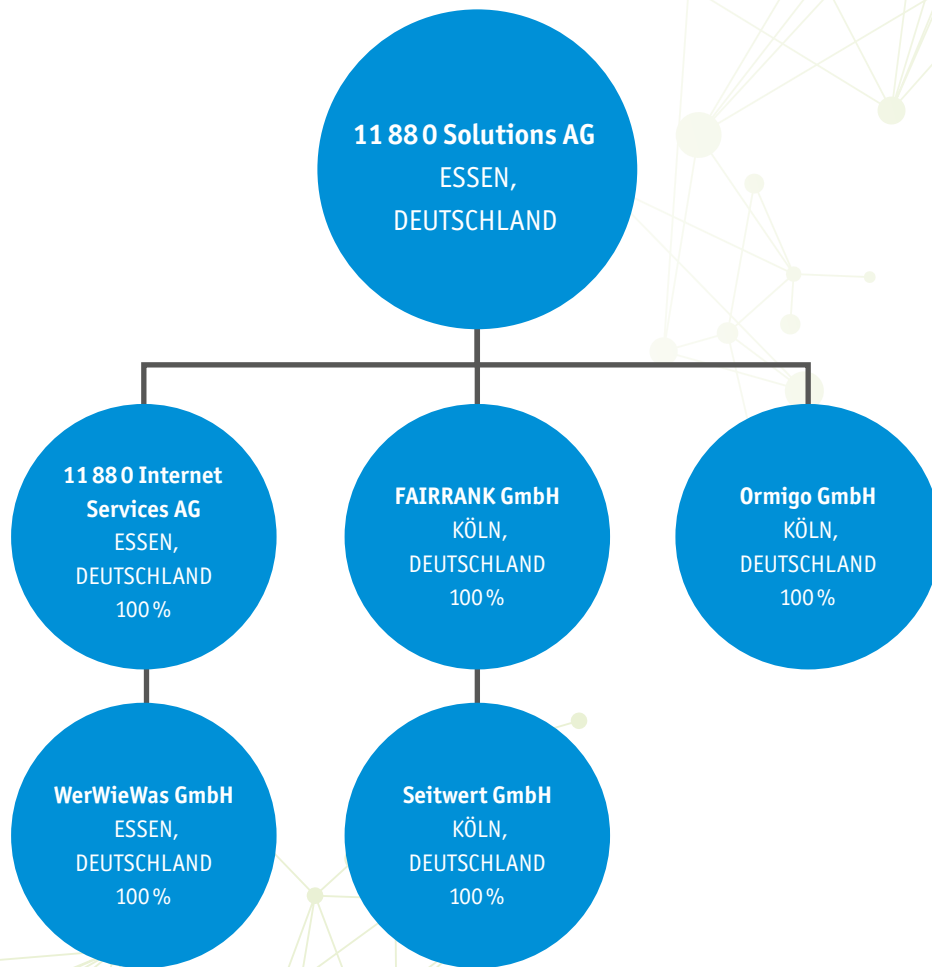 11 88 0 Solutions AG
ESSEN,
DEUTSCHLAND
11 88 0 Internet
Services AG
ESSEN,
DEUTSCHLAND
100 %
FAIRRANK GmbH
KÖLN,
DEUTSCHLAND
100 %
Ormigo GmbH
KÖLN,
DEUTSCHLAND
100 %
WerWieWas GmbH
ESSEN,
DEUTSCHLAND
100 %
Seitwert GmbH
KÖLN,
DEUTSCHLAND
100 %